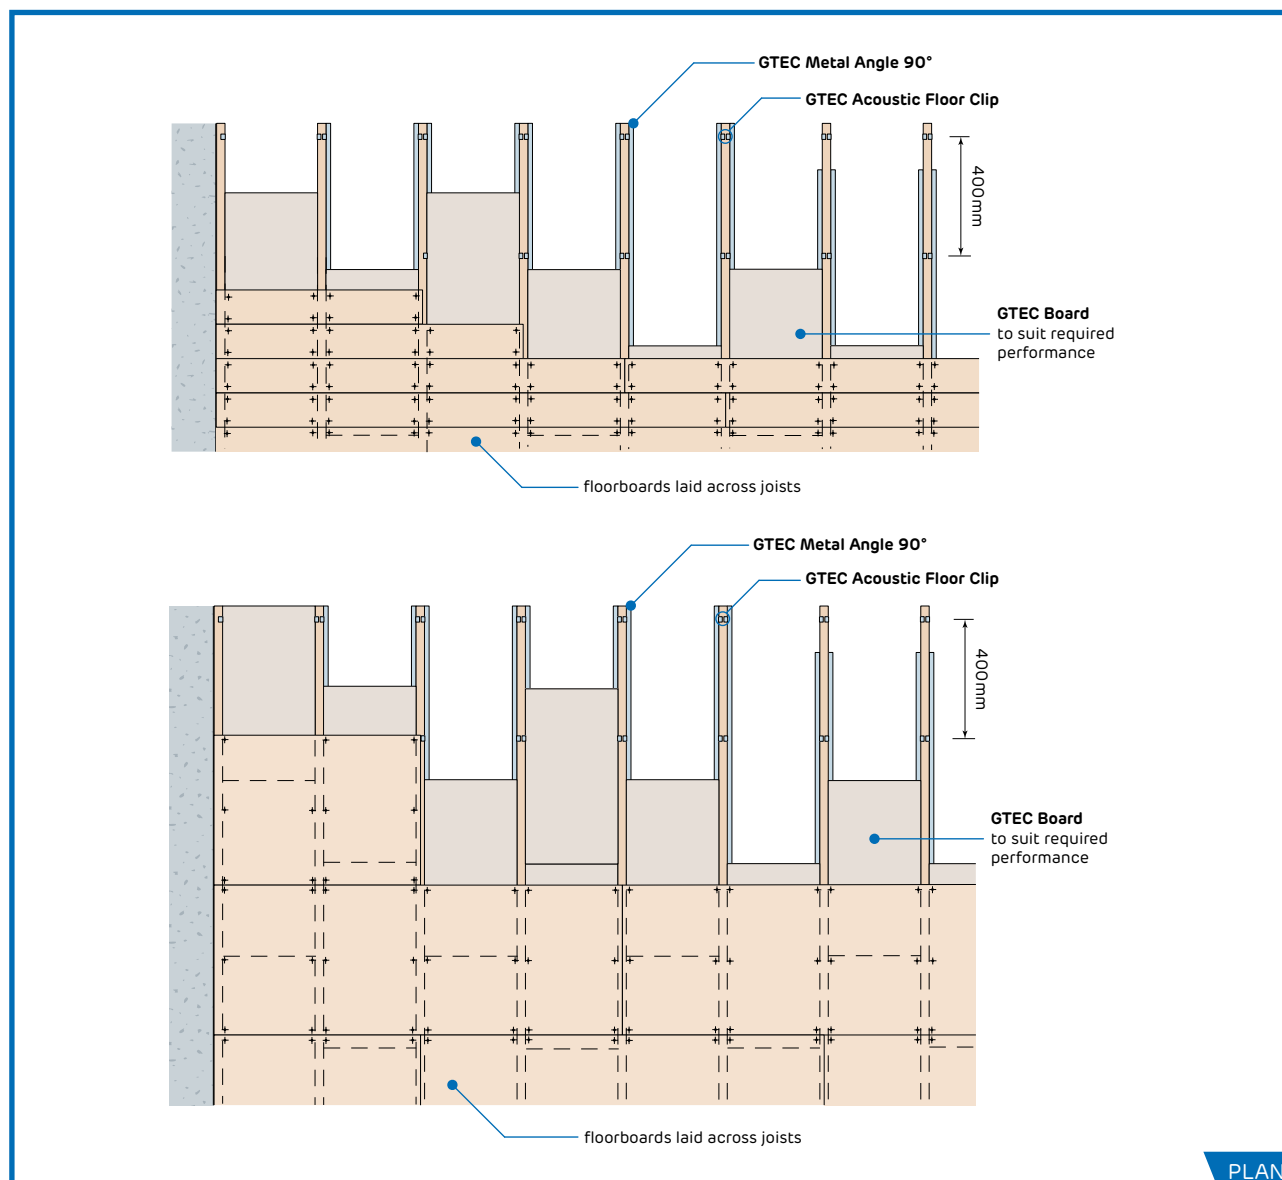 GTEC Metal Angle 90°
GTEC Acoustic Floor Clip
400mm
GTEC Board
to suit required
performance
floorboards laid across joists
GTEC Metal Angle 90°
GTEC Acoustic Floor Clip
400mm
GTEC Board
to suit required
performance
floorboards laid across joists
PLAN